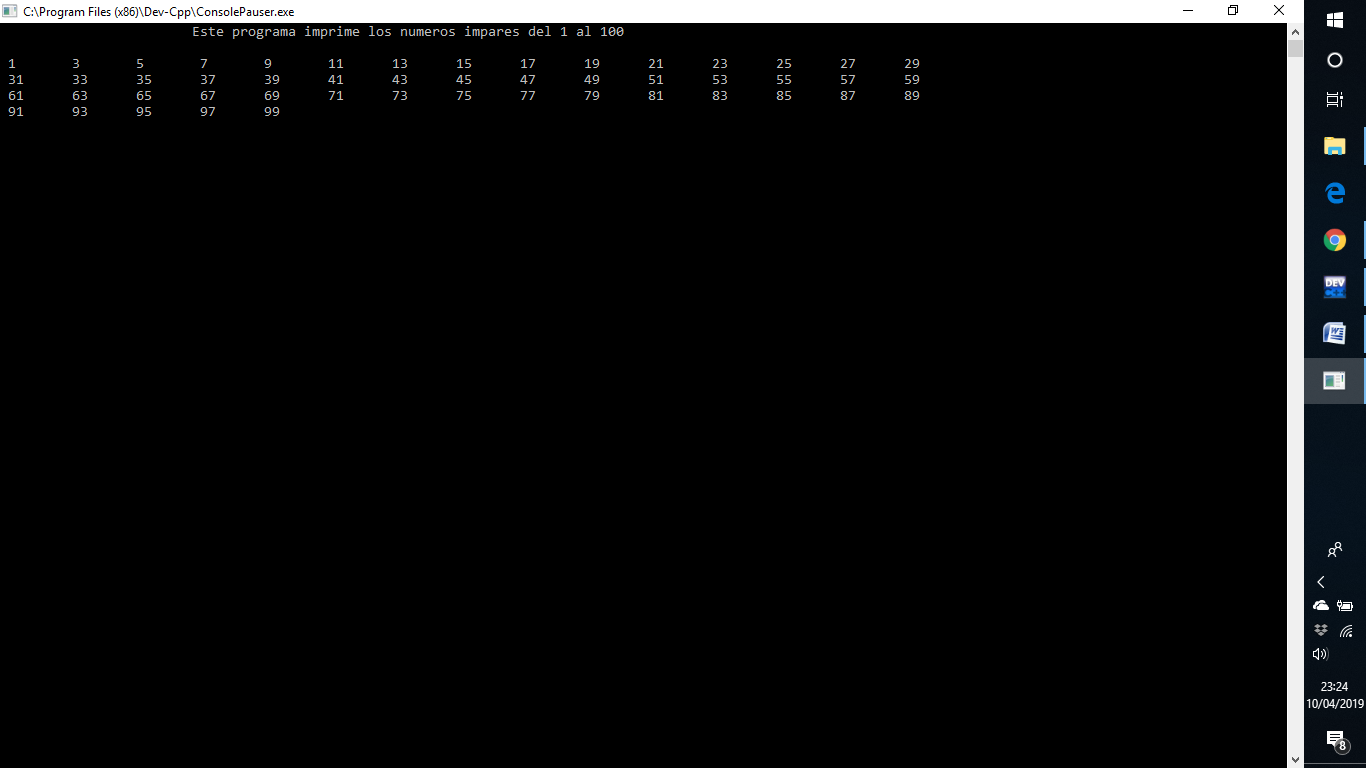 C:\Program Files (x86)\Dev-Cpp\ConsolePauser.exe
Este programa imprime los numeros impares del 1 al 100
1 3 5 7 9 11 13 15 17 19 21 23 25 27 29
31 33 35 37 39 41 43 45 47 49 51 53 55 57 59
61 63 65 67 69 71 73 75 77 79 81 83 85 87 89
91 93 95 97 99
DEV
W
23:24
10/04/2019
8